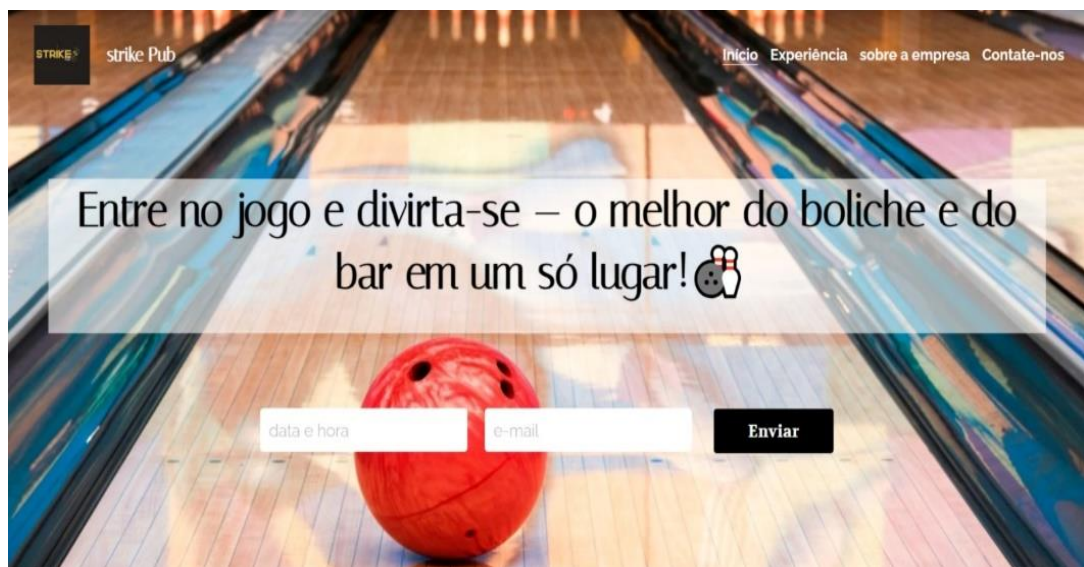 STRIKE
strike Pub
Início Experiência sobre a empresa Contate-nos
Entre no jogo e divirta-se – o melhor do boliche e do
bar em um só lugar!🎳
data e hora
e-mail
Enviar